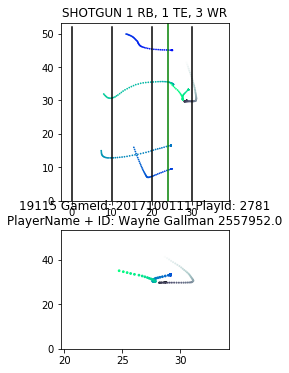 SHOTGUN 1 RB, 1 TE, 3 WR
50
40
30
20
10
0
0 10 20 30
19115 GameId: 2017100111 PlayId: 2781
PlayerName + ID: Wayne Gallman 2557952.0
40
20
0
20 25 30